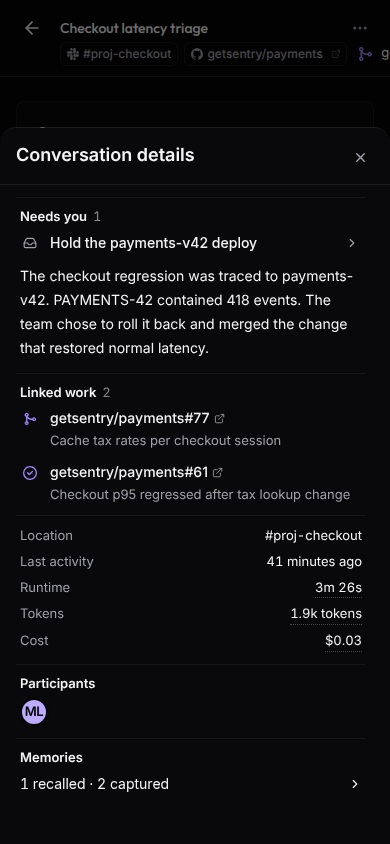 Checkout latency triage
#proj-checkout
getsentry/payments
g
Conversation details
Needs you 1
Hold the payments-v42 deploy
The checkout regression was traced to payments-
v42. PAYMENTS-42 contained 418 events. The
team chose to roll it back and merged the change
that restored normal latency.
Linked work 2
getsentry/payments#77
Cache tax rates per checkout session
getsentry/payments#61
Checkout p95 regressed after tax lookup change
Location #proj-checkout
Last activity 41 minutes ago
Runtime 3m 26s
Tokens 1.9k tokens
Cost $0.03
Participants
ML
Memories
1 recalled · 2 captured